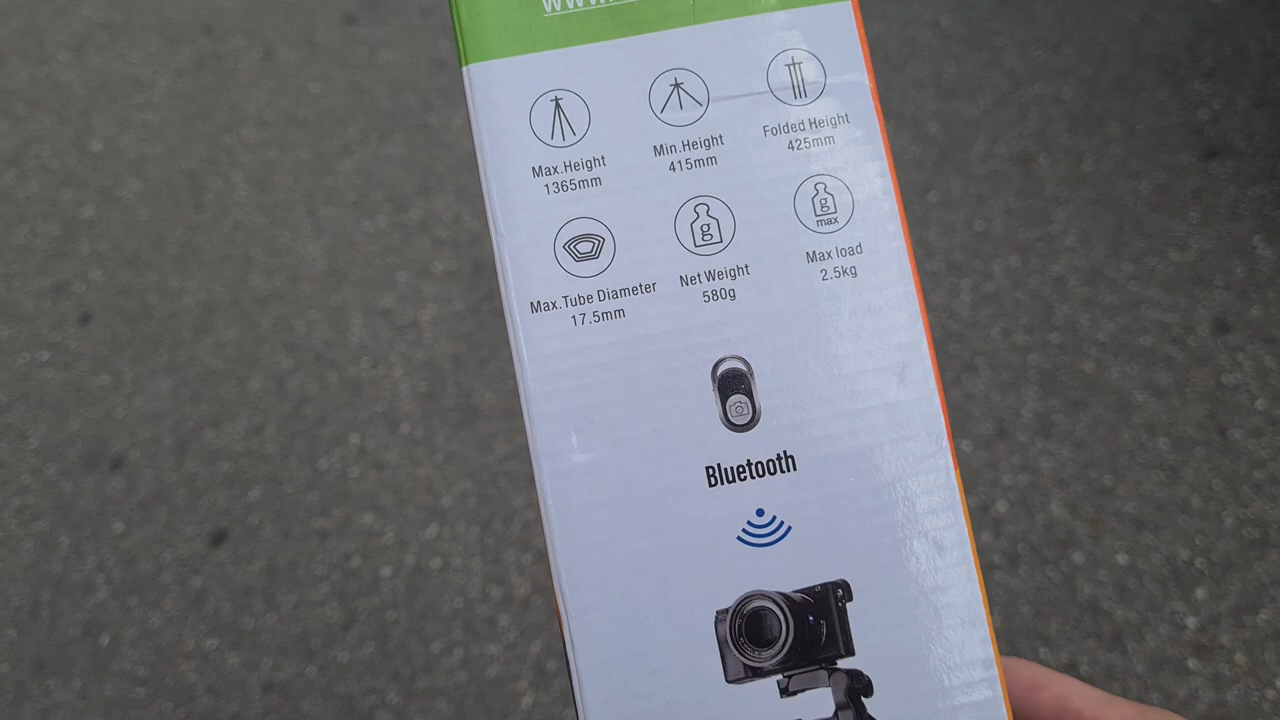 Max.Height
1365mm
Min.Height
415mm
Folded Height
425mm
Max.Tube Diameter
17.5mm
g
Net Weight
580g
g
max
Max load
2.5kg
Bluetooth